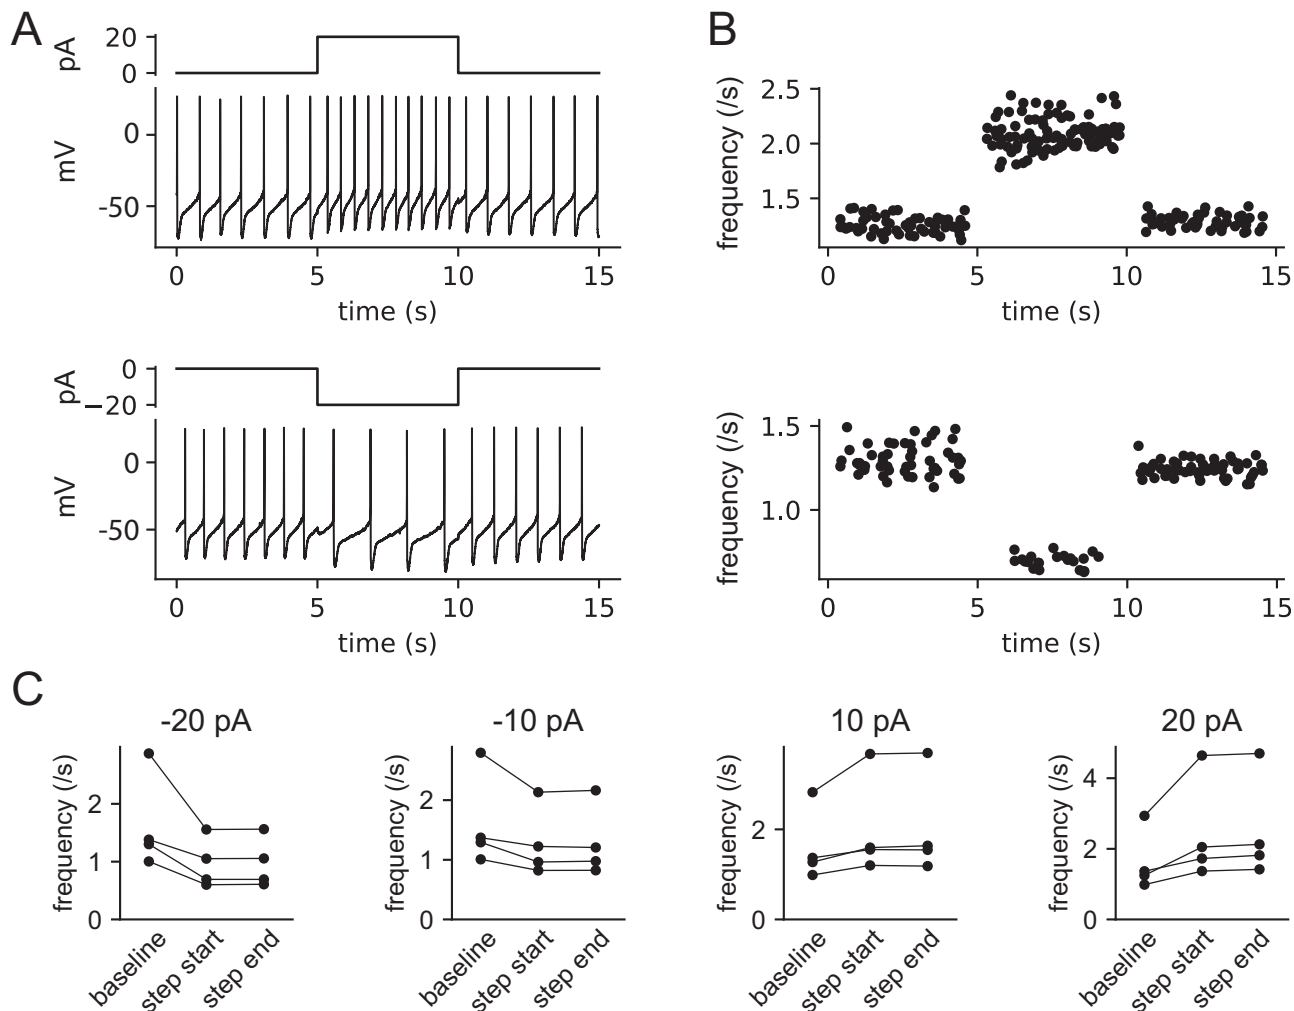 A
pA
20
0
mV
0
-50
0 5 10 15
time (s)
pA
0
−20
mV
0
-50
0 5 10 15
time (s)
B
frequency (/s)
2.5
2.0
1.5
0 5 10 15
time (s)
frequency (/s)
1.5
1.0
0 5 10 15
time (s)
C
-20 pA
frequency (/s)
2
1
0
baseline
step start
step end
-10 pA
frequency (/s)
2
1
0
baseline
step start
step end
10 pA
frequency (/s)
2
0
baseline
step start
step end
20 pA
frequency (/s)
4
2
0
baseline
step start
step end